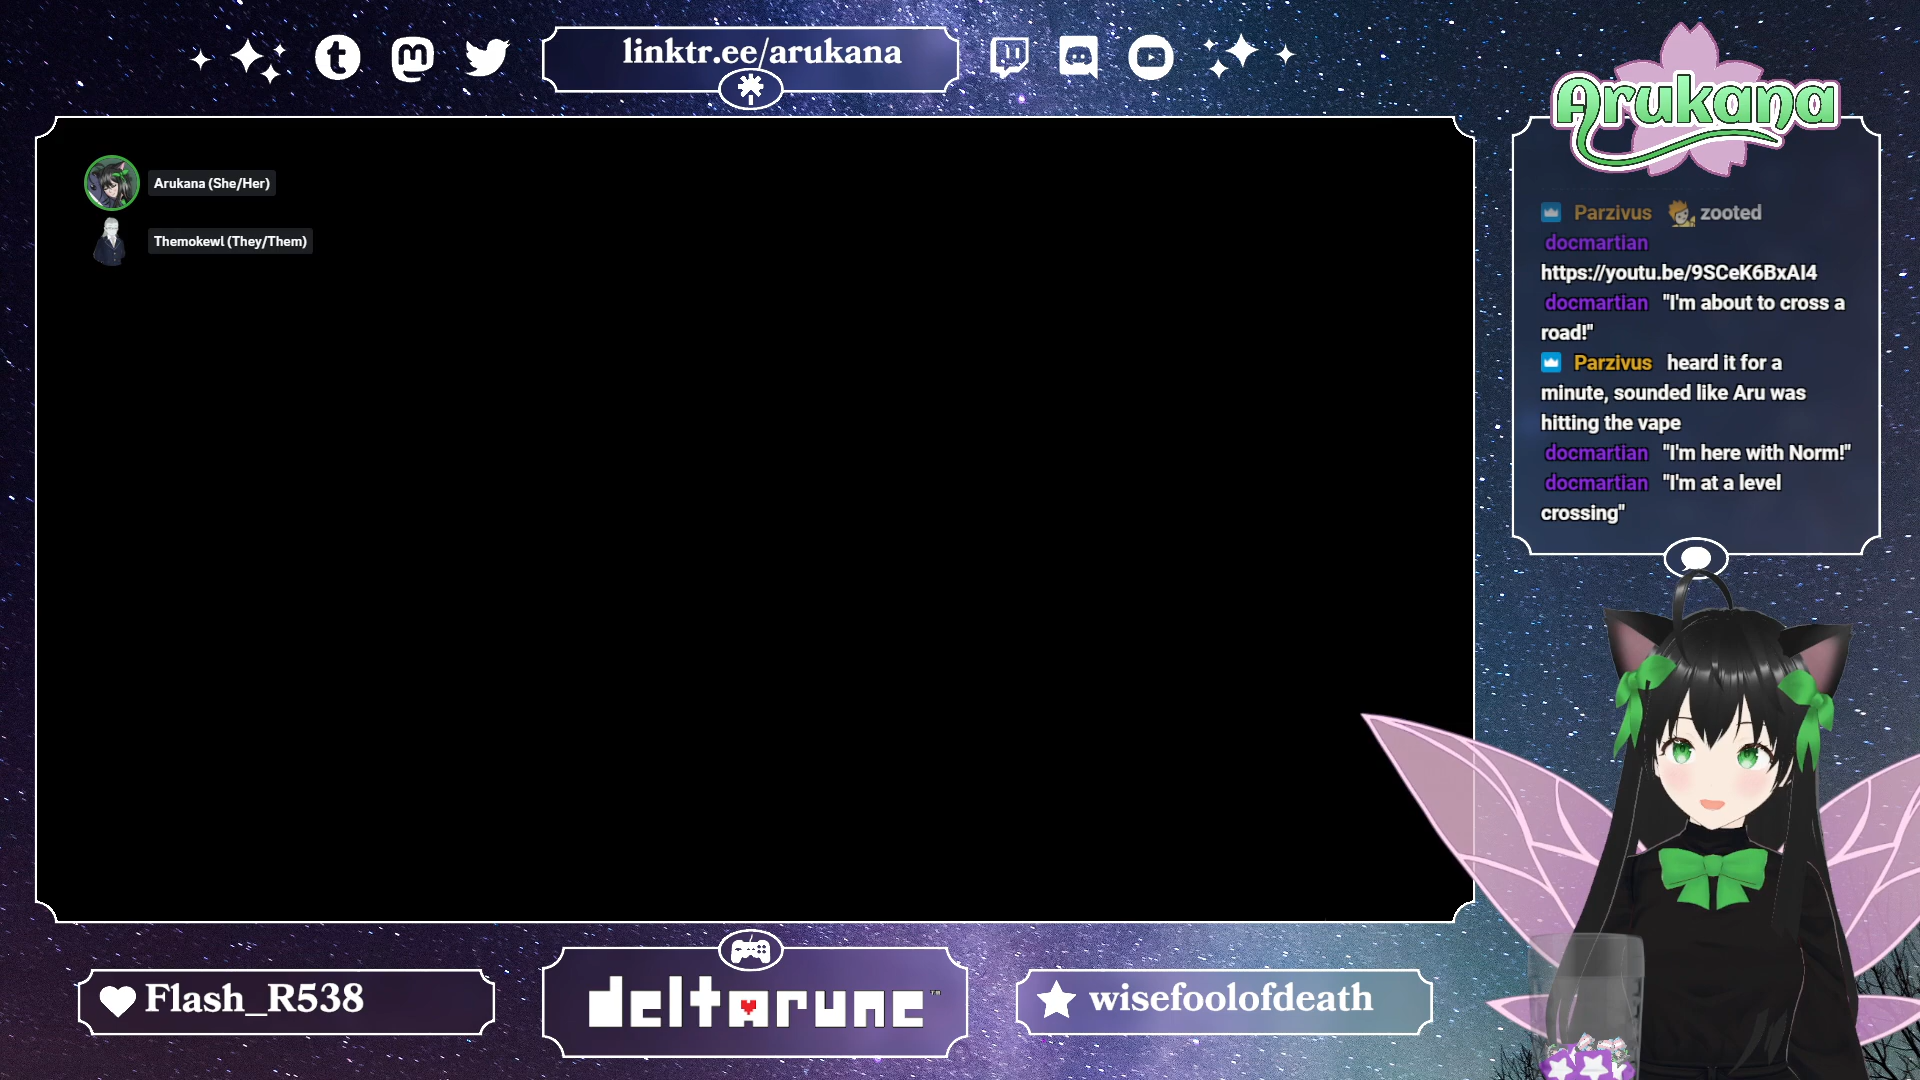 linktr.ee/arukana
Arukana
Arukana (She/Her)
Themokewl (They/Them)
Parzivus zooted
docmartian
https://youtu.be/9SCeK6BxAI4
docmartian "I'm about to cross a
road!"
Parzivus heard it for a
minute, sounded like Aru was
hitting the vape
docmartian "I'm here with Norm!"
docmartian "I'm at a level
crossing"
Flash_R538
deltarune™
wisefoolofdeath